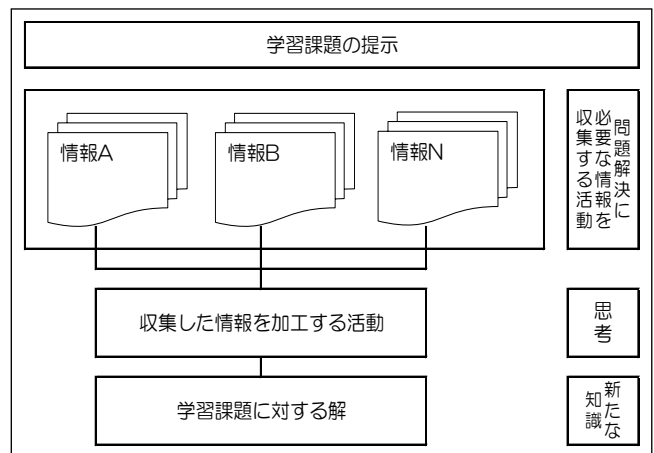 学習課題の提示
情報A
情報B
情報N
問題解決に
必要な情報を
収集する活動
収集した情報を加工する活動
思考
学習課題に対する解
新たな
知識